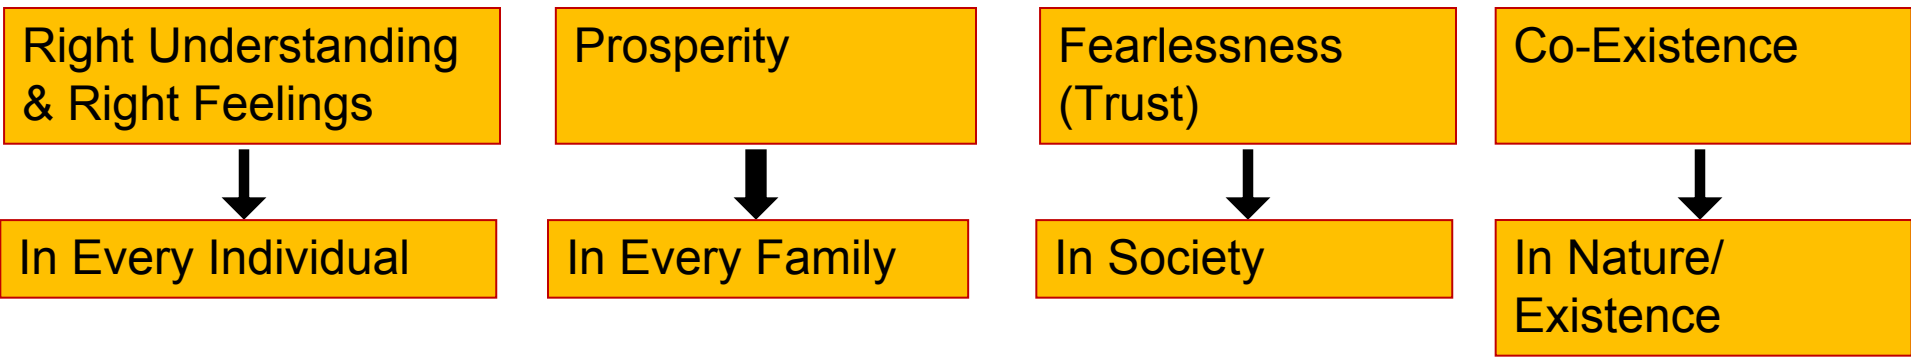 Right Understanding
& Right Feelings
Prosperity
Fearlessness
(Trust)
Co-Existence
In Every Individual
In Every Family
In Society
In Nature/
Existence